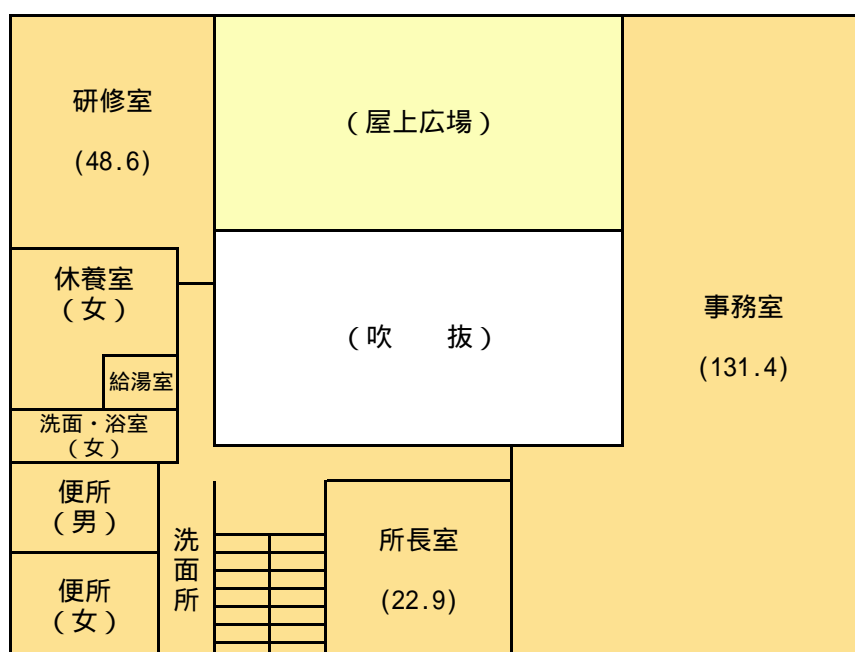 研修室
(48.6)
（屋上広場）
休養室
（女）
給湯室
（吹　　抜）
事務室
(131.4)
洗面・浴室
（女）
便所
（男）
洗
面
所
所長室
(22.9)
便所
（女）